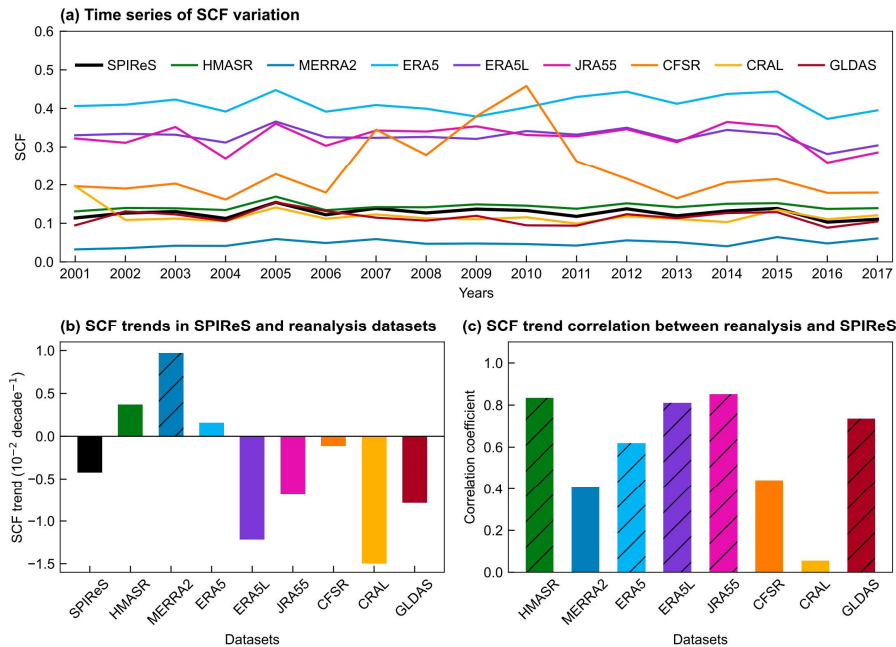 (a) Time series of SCF variation
0.6
0.5
0.4
0.3
0.2
0.1
0.0
SCF
SPIReS HMASR MERRA2 ERA5 ERA5L JRA55 CFSR CRAL GLDAS
2001 2002 2003 2004 2005 2006 2007 2008 2009 2010 2011 2012 2013 2014 2015 2016 2017
Years
(b) SCF trends in SPIReS and reanalysis datasets
1.0
0.5
0.0
−0.5
−1.0
−1.5
SCF trend (10⁻² decade⁻¹)
SPIReS HMASR MERRA2 ERA5 ERA5L JRA55 CFSR CRAL GLDAS
Datasets
(c) SCF trend correlation between reanalysis and SPIReS
1.0
0.8
0.6
0.4
0.2
0.0
Correlation coefficient
HMASR MERRA2 ERA5 ERA5L JRA55 CFSR CRAL GLDAS
Datasets